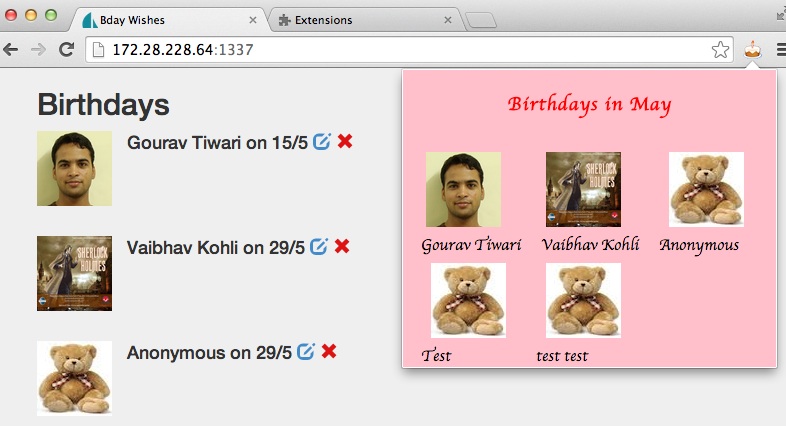 Bday Wishes
Extensions
172.28.228.64:1337
Birthdays
Gourav Tiwari on 15/5
SHERLOCK
HOLMES
Vaibhav Kohli on 29/5
Anonymous on 29/5
Birthdays in May
SHERLOCK
HOLMES
Gourav Tiwari
Vaibhav Kohli
Anonymous
Test
test test